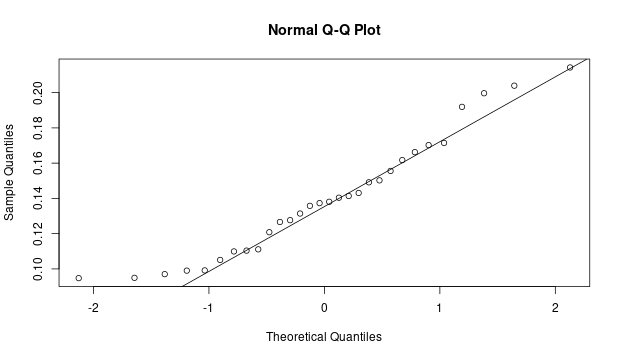 Normal Q-Q Plot
Sample Quantiles
0.20
0.18
0.16
0.14
0.12
0.10
-2 -1 0 1 2
Theoretical Quantiles